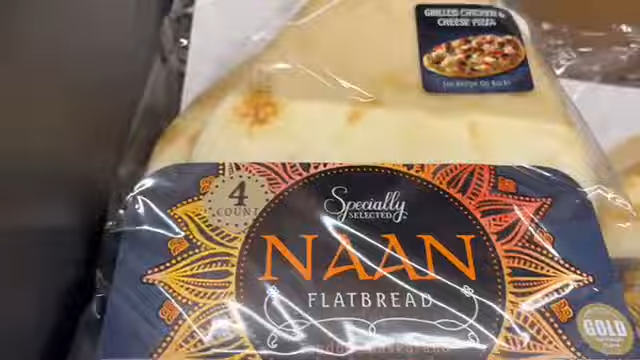 GRILLED CHICKEN &
CHEESE PIZZA
See Recipe On Back!
4
COUNT
Specially
SELECTED
NAAN
FLATBREAD
GOLD